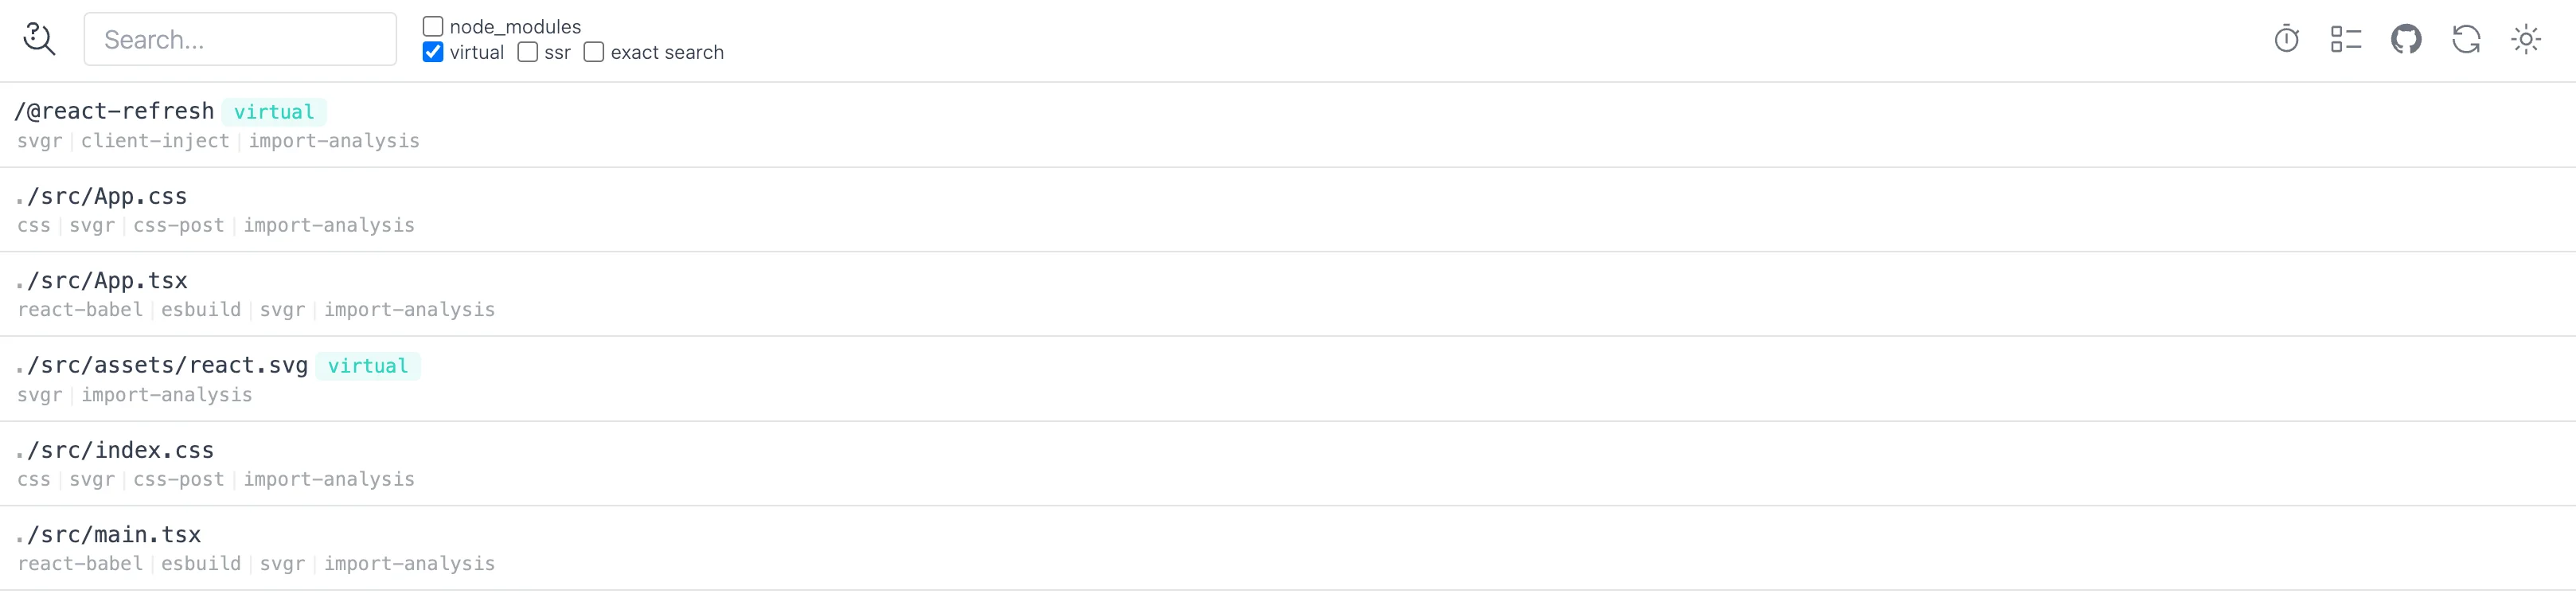 Search...
node_modules
virtual ssr exact search
/@react-refresh virtual
svgr | client-inject | import-analysis
./src/App.css
css | svgr | css-post | import-analysis
./src/App.tsx
react-babel | esbuild | svgr | import-analysis
./src/assets/react.svg virtual
svgr | import-analysis
./src/index.css
css | svgr | css-post | import-analysis
./src/main.tsx
react-babel | esbuild | svgr | import-analysis